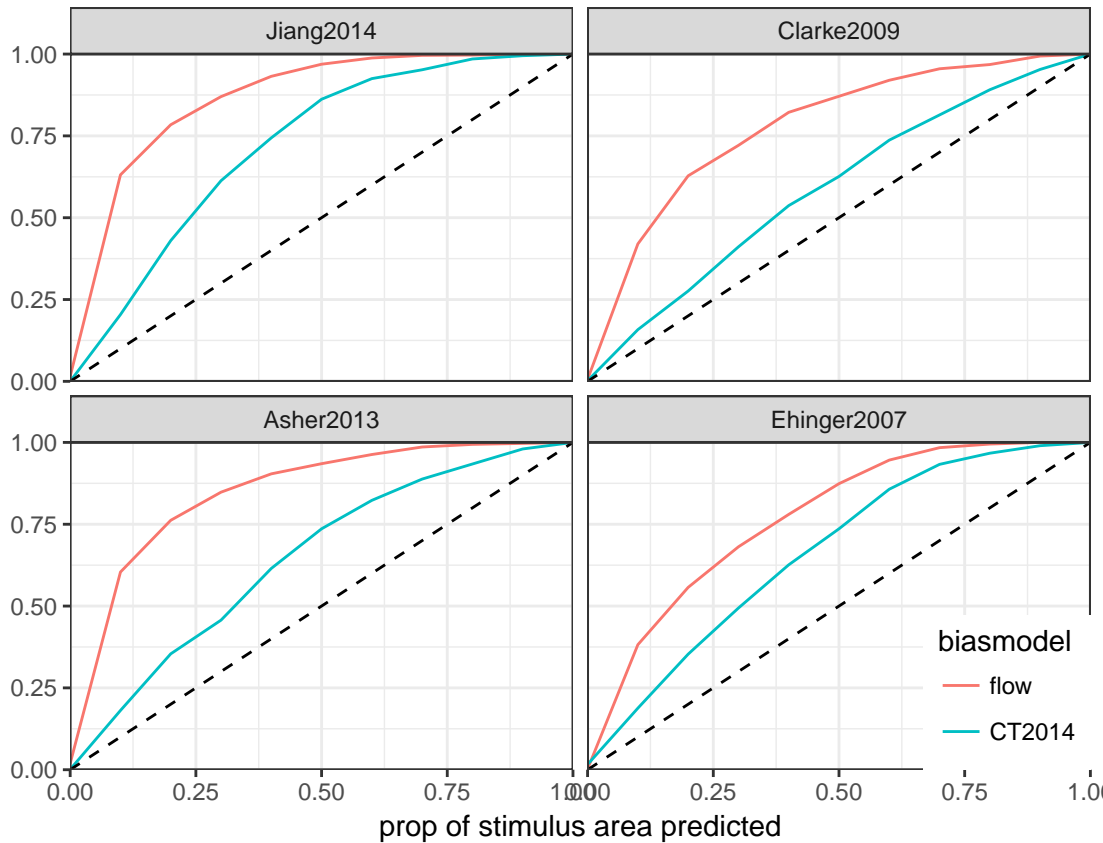 Jiang2014 Clarke2009
1.00
0.75
0.50
0.25
0.00
Asher2013 Ehinger2007
1.00
0.75
0.50
0.25
0.00
biasmodel
flow
CT2014
0.00 0.25 0.50 0.75 1.00 0.00 0.25 0.50 0.75 1.00
prop of stimulus area predicted